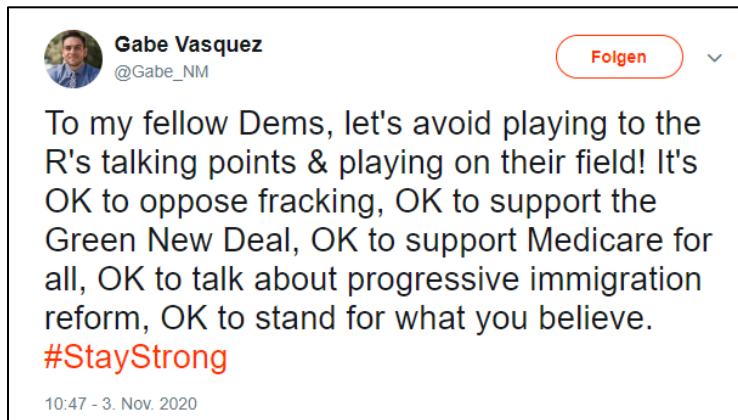 Gabe Vasquez
@Gabe_NM
Folgen
To my fellow Dems, let's avoid playing to the
R's talking points & playing on their field! It's
OK to oppose fracking, OK to support the
Green New Deal, OK to support Medicare for
all, OK to talk about progressive immigration
reform, OK to stand for what you believe.
#StayStrong
10:47 - 3. Nov. 2020